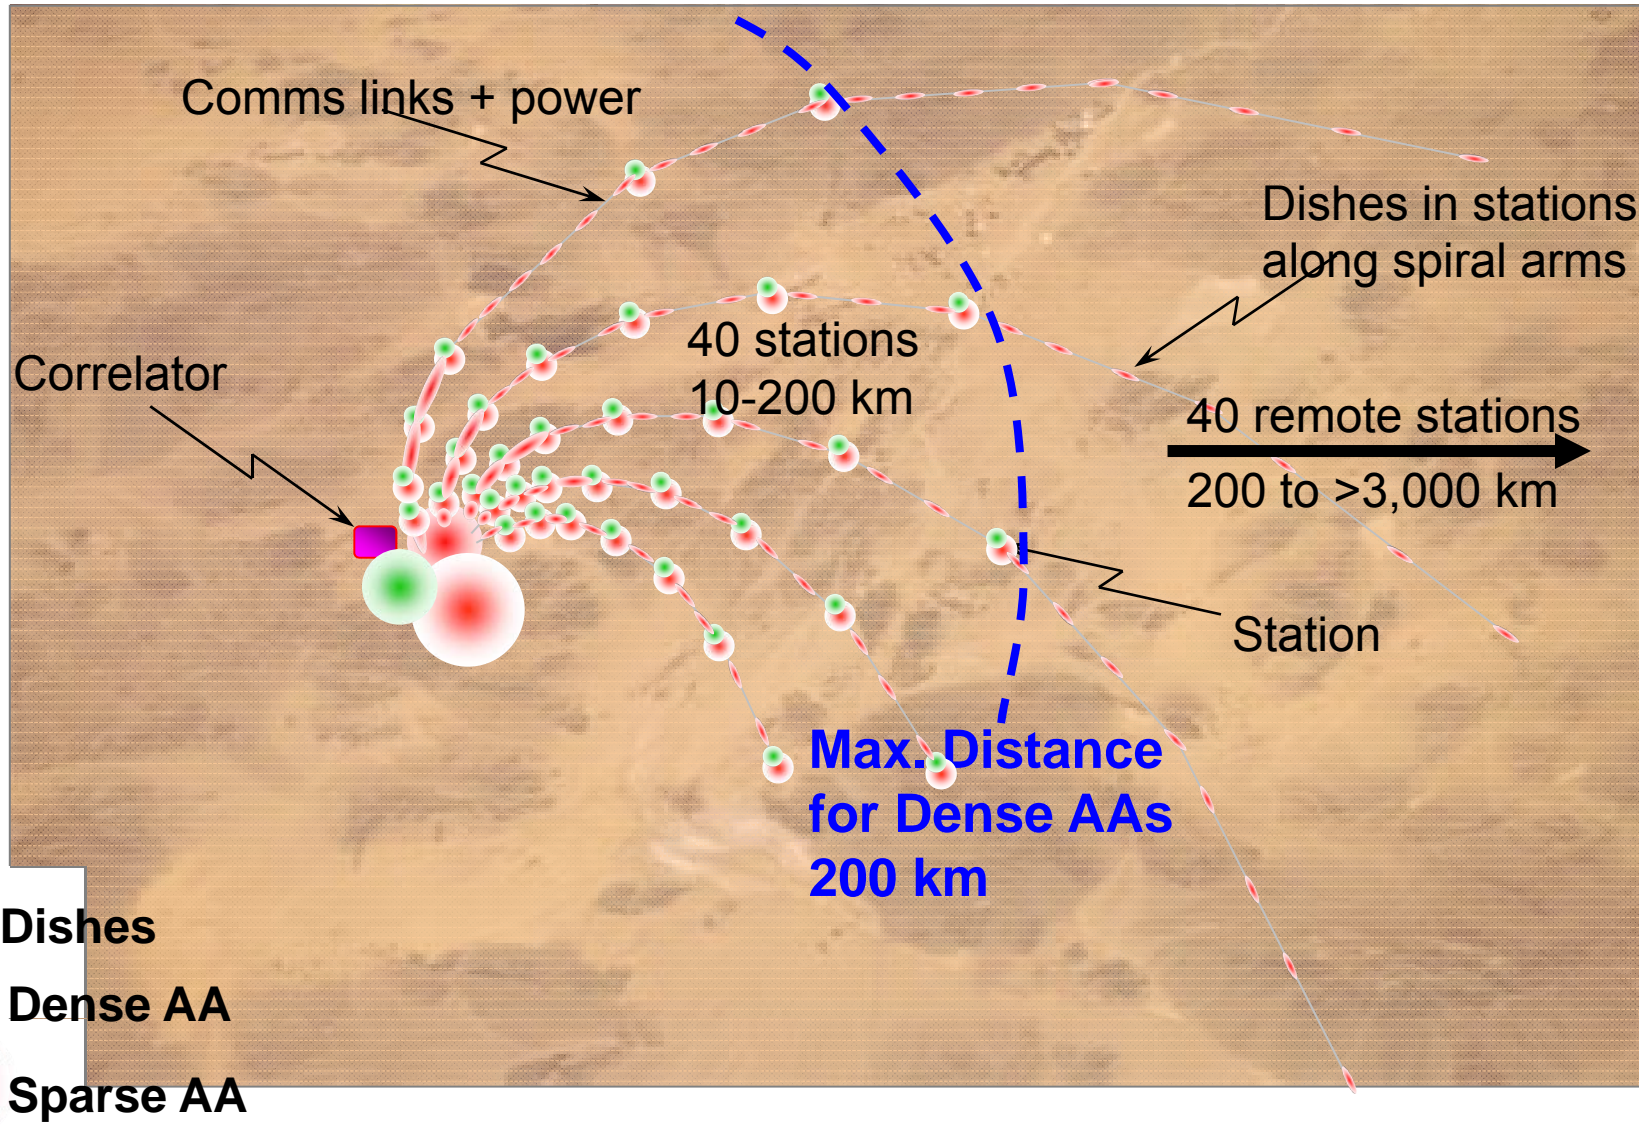 Comms links + power
Dishes in stations
along spiral arms
40 stations
10-200 km
Correlator
40 remote stations
200 to >3,000 km
Station
Max. Distance
for Dense AAs
200 km
Dishes
Dense AA
Sparse AA